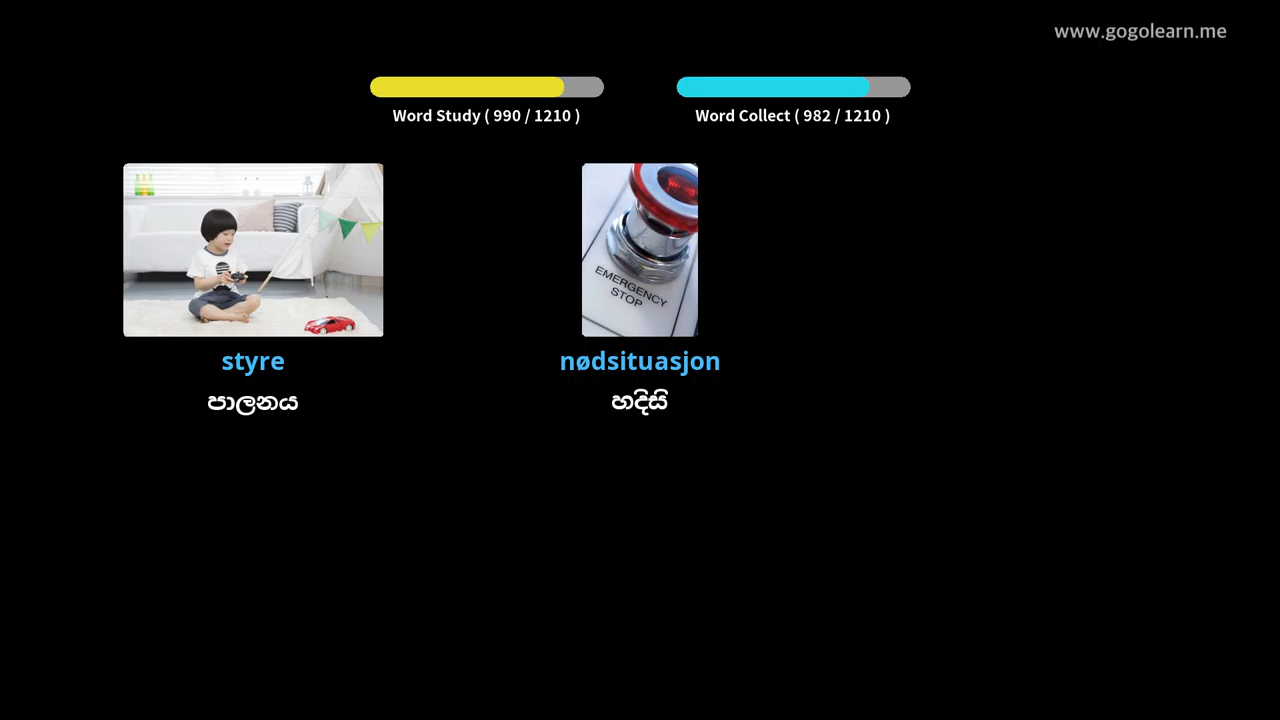 www.gogolearn.me
Word Study ( 990 / 1210 )
Word Collect ( 982 / 1210 )
EMERGENCY
STOP
styre
nødsituasjon
පාලනය
හදිසි